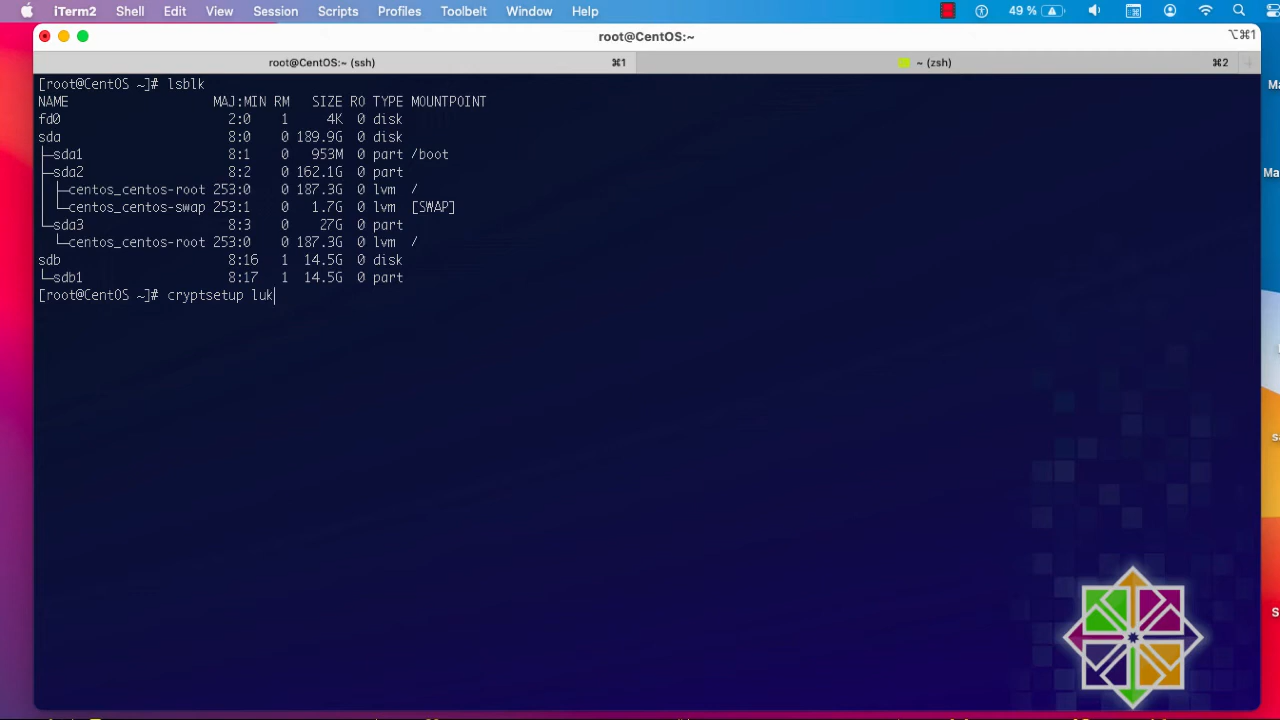 iTerm2 Shell Edit View Session Scripts Profiles Toolbelt Window Help 49 %
root@CentOS:~ ⌥⌘1
root@CentOS:~ (ssh) ⌘1 ~ (zsh) ⌘2 +
[root@CentOS ~]# lsblk
NAME MAJ:MIN RM SIZE RO TYPE MOUNTPOINT
fd0 2:0 1 4K 0 disk
sda 8:0 0 189.9G 0 disk
├─sda1 8:1 0 953M 0 part /boot
├─sda2 8:2 0 162.1G 0 part
│ ├─centos_centos-root 253:0 0 187.3G 0 lvm /
│ └─centos_centos-swap 253:1 0 1.7G 0 lvm [SWAP]
└─sda3 8:3 0 27G 0 part
  └─centos_centos-root 253:0 0 187.3G 0 lvm /
sdb 8:16 1 14.5G 0 disk
└─sdb1 8:17 1 14.5G 0 part
[root@CentOS ~]# cryptsetup luk
Ma
Ma